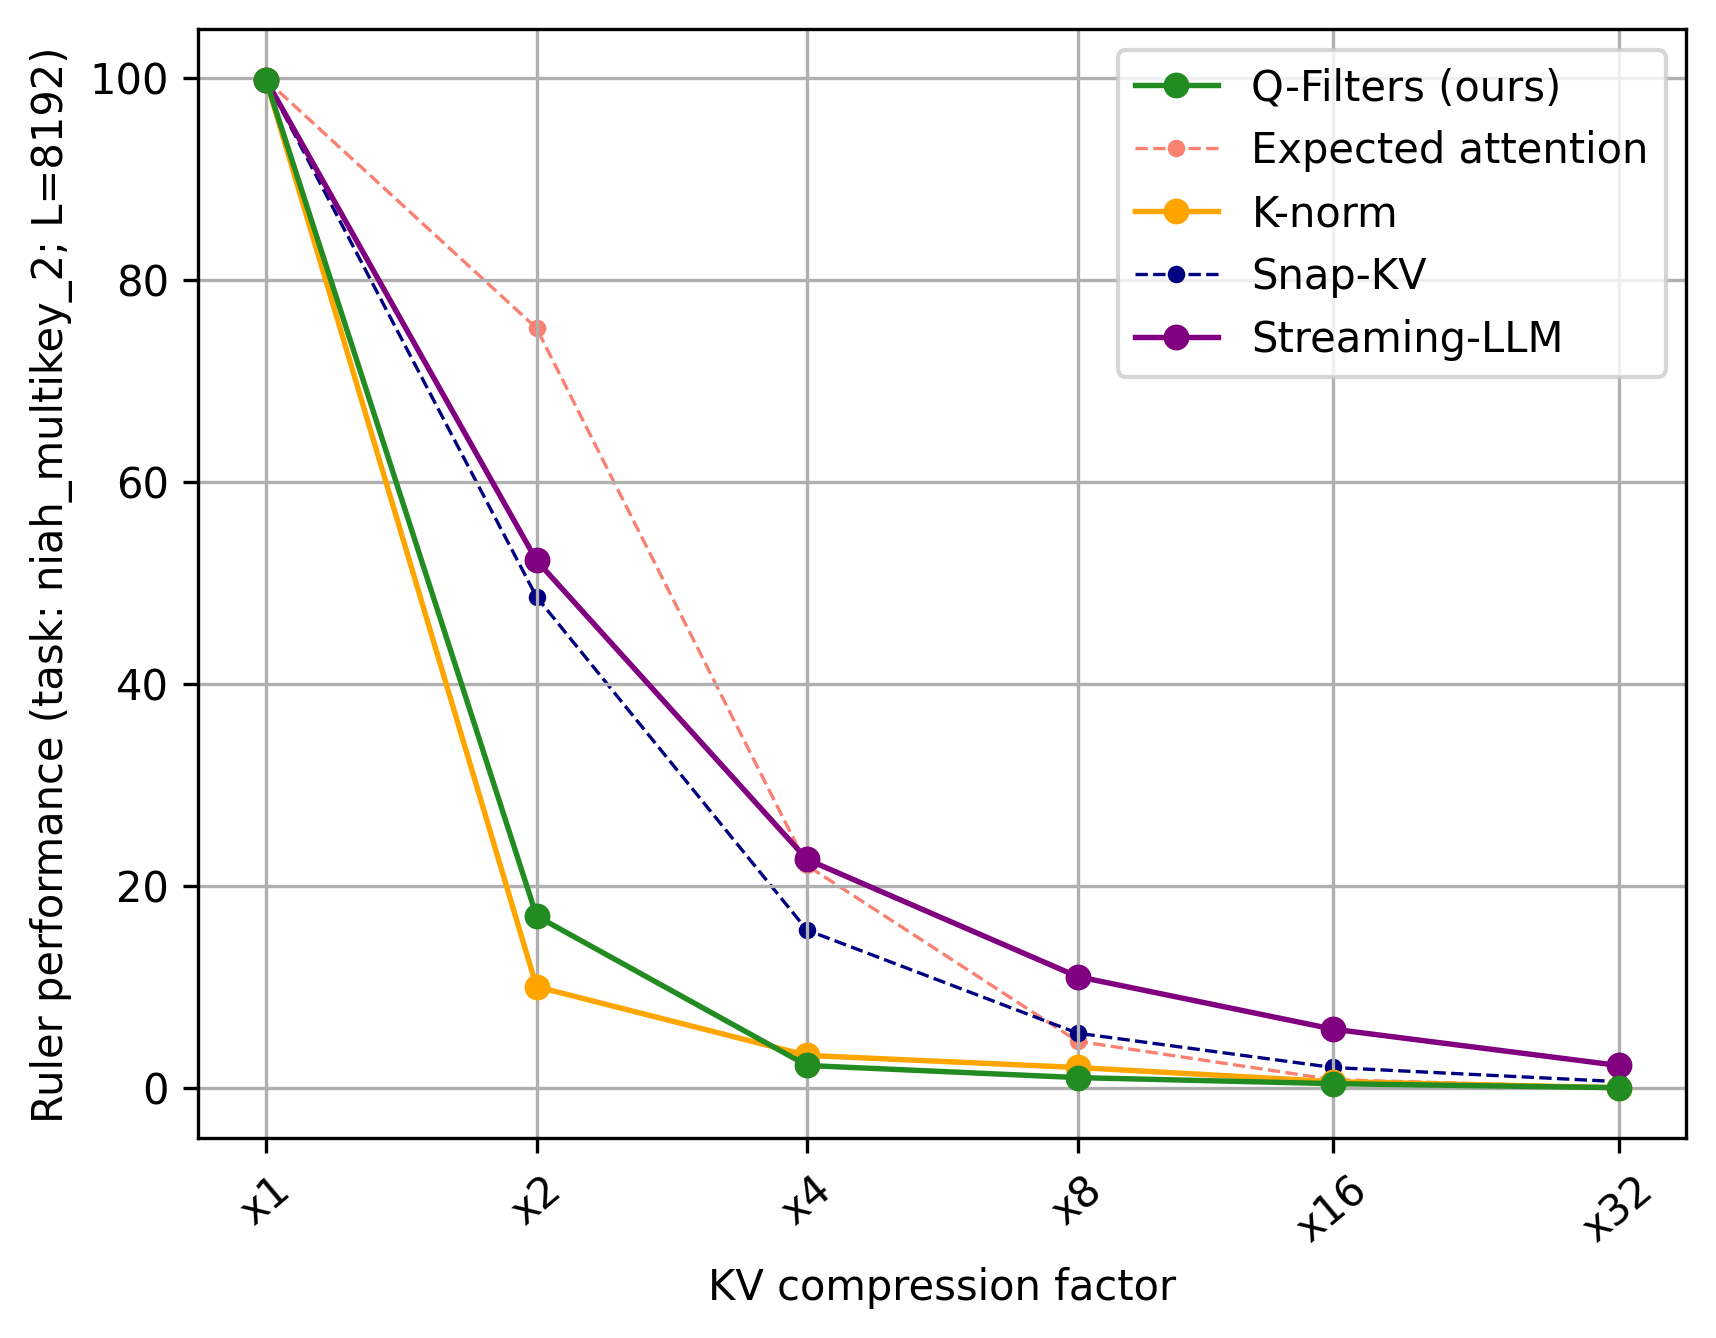 Ruler performance (task: niah_multikey_2; L=8192)
100
80
60
40
20
0
Q-Filters (ours)
Expected attention
K-norm
Snap-KV
Streaming-LLM
x1
x2
x4
x8
x16
x32
KV compression factor